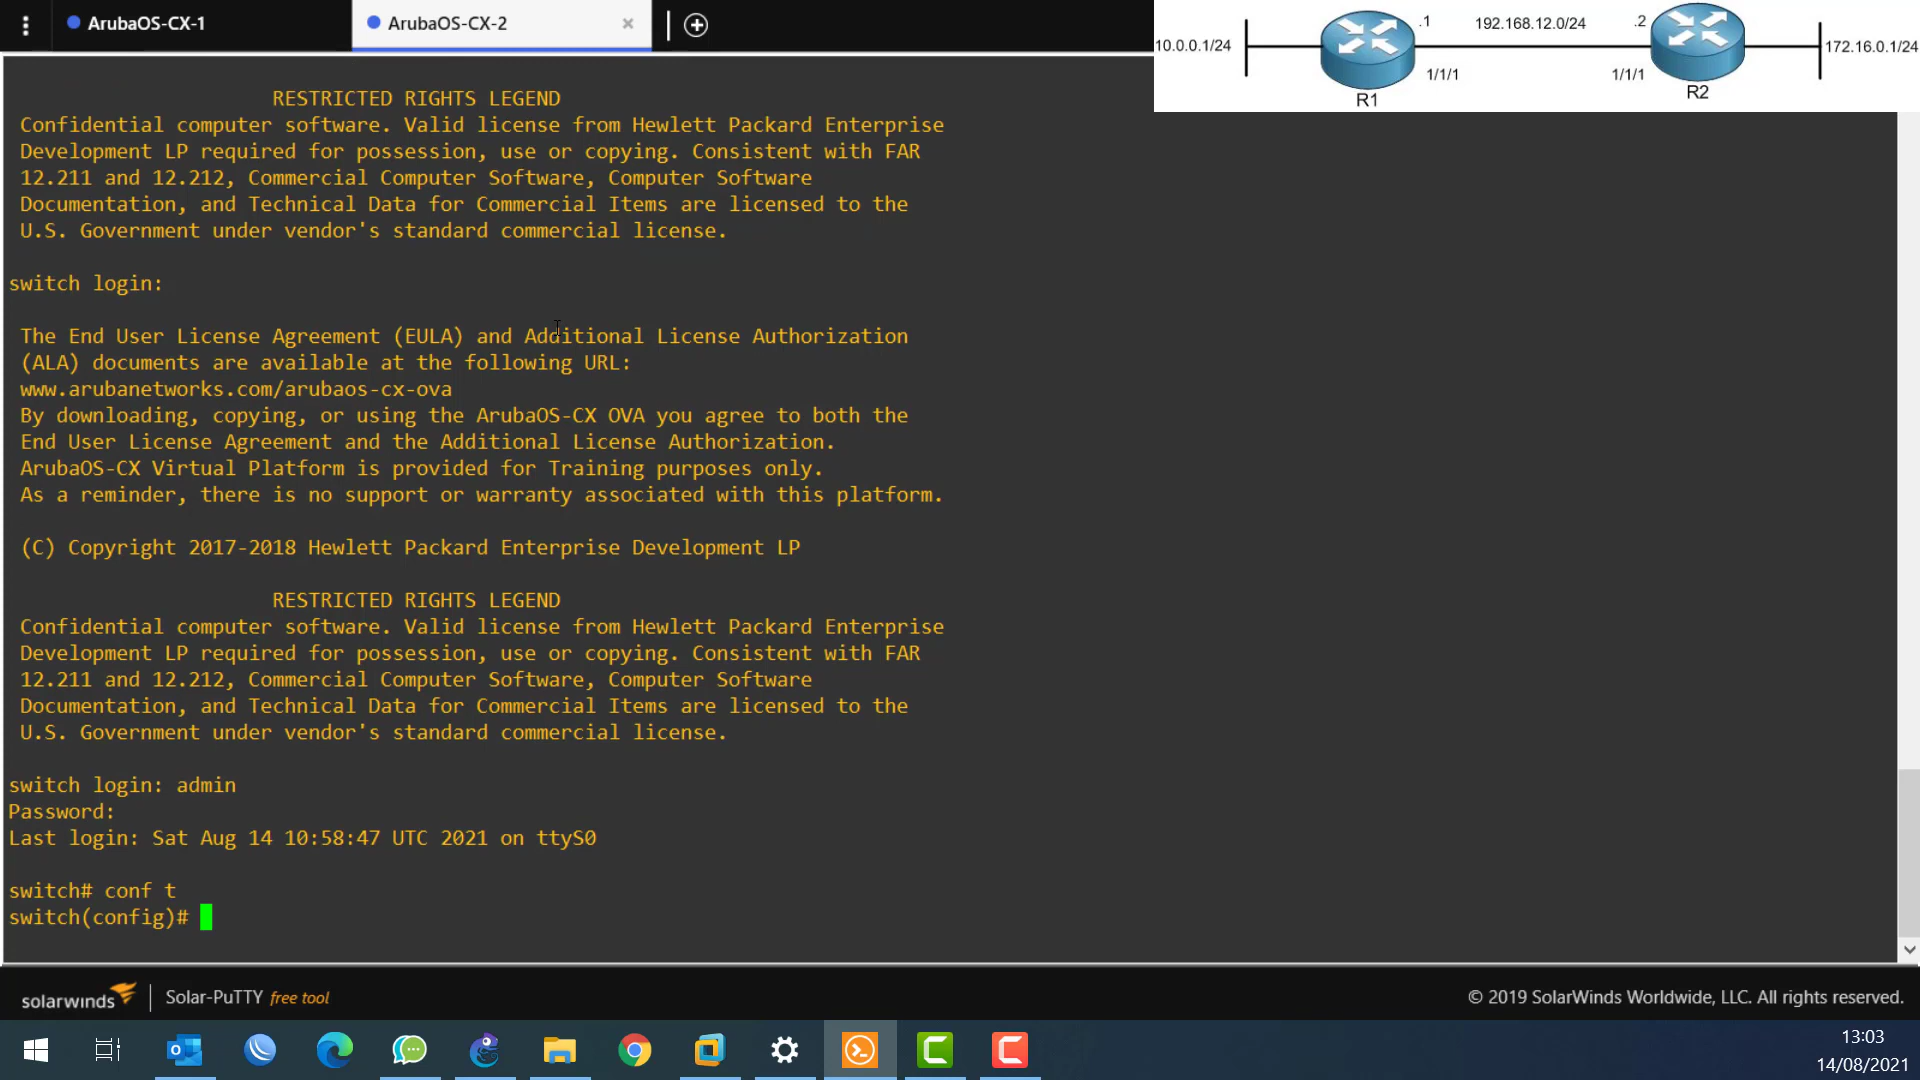 ArubaOS-CX-1
ArubaOS-CX-2
10.0.0.1/24
.1
192.168.12.0/24
.2
172.16.0.1/24
1/1/1
1/1/1
R1
R2
RESTRICTED RIGHTS LEGEND
Confidential computer software. Valid license from Hewlett Packard Enterprise
Development LP required for possession, use or copying. Consistent with FAR
12.211 and 12.212, Commercial Computer Software, Computer Software
Documentation, and Technical Data for Commercial Items are licensed to the
U.S. Government under vendor's standard commercial license.
switch login:
The End User License Agreement (EULA) and Additional License Authorization
(ALA) documents are available at the following URL:
www.arubanetworks.com/arubaos-cx-ova
By downloading, copying, or using the ArubaOS-CX OVA you agree to both the
End User License Agreement and the Additional License Authorization.
ArubaOS-CX Virtual Platform is provided for Training purposes only.
As a reminder, there is no support or warranty associated with this platform.
(C) Copyright 2017-2018 Hewlett Packard Enterprise Development LP
RESTRICTED RIGHTS LEGEND
Confidential computer software. Valid license from Hewlett Packard Enterprise
Development LP required for possession, use or copying. Consistent with FAR
12.211 and 12.212, Commercial Computer Software, Computer Software
Documentation, and Technical Data for Commercial Items are licensed to the
U.S. Government under vendor's standard commercial license.
switch login: admin
Password:
Last login: Sat Aug 14 10:58:47 UTC 2021 on ttyS0
switch# conf t
switch(config)#
solarwinds
Solar-PuTTY free tool
© 2019 SolarWinds Worldwide, LLC. All rights reserved.
13:03
14/08/2021